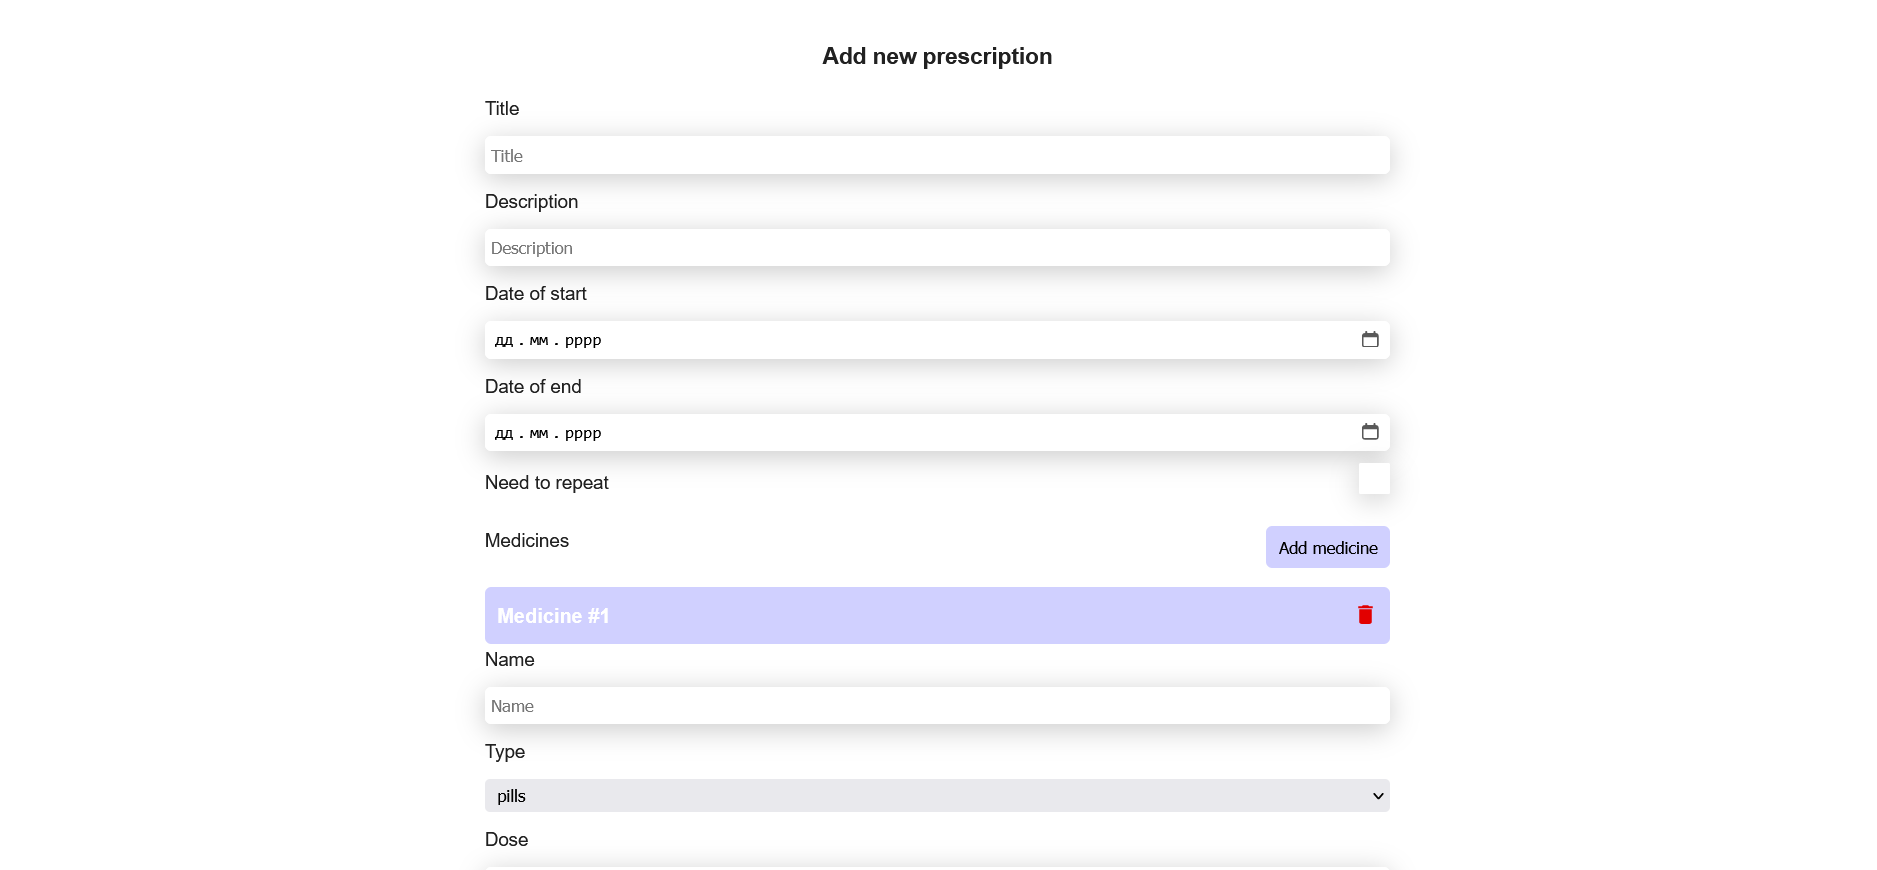 Add new prescription
Title
Title
Description
Description
Date of start
дд . мм . рррр
Date of end
дд . мм . рррр
Need to repeat
Medicines
Add medicine
Medicine #1
Name
Name
Type
pills
Dose